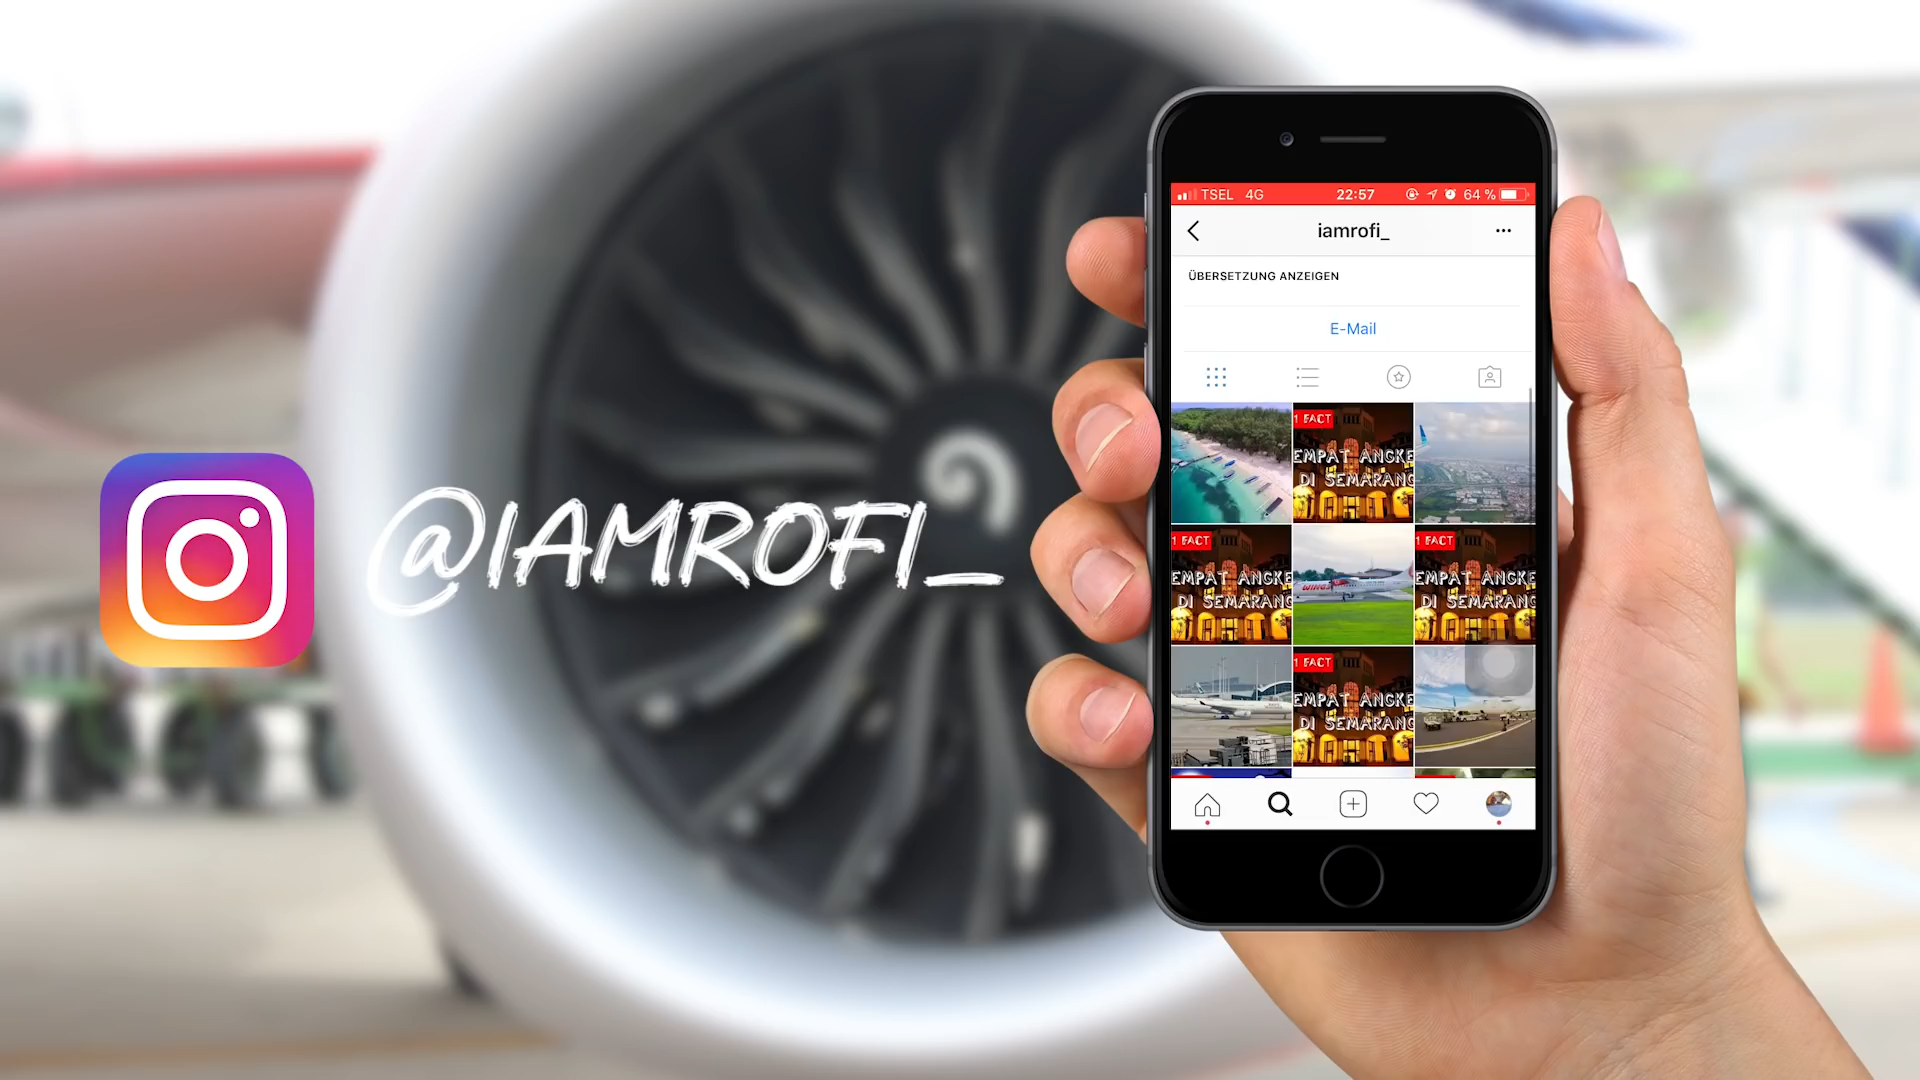 @IAMROFI_
TSEL 4G 22:57 64 %
iamrofi_
ÜBERSETZUNG ANZEIGEN
E-Mail
1 FACT
EMPAT ANGKE
DI SEMARANG
1 FACT
EMPAT ANGKE
DI SEMARANG
WINGS
1 FACT
EMPAT ANGKE
DI SEMARANG
1 FACT
EMPAT ANGKE
DI SEMARANG